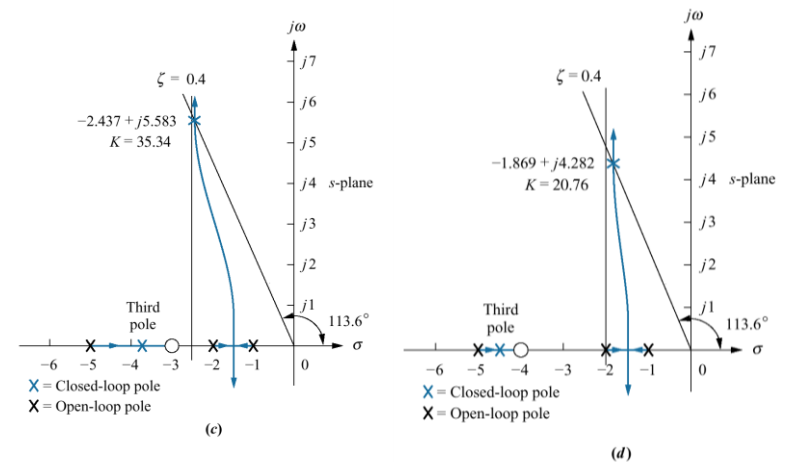 jω
j7
ζ = 0.4
j6
−2.437 + j5.583
j5
K = 35.34
j4 s-plane
j3
j2
Third
pole
j1
113.6°
σ
−6 −5 −4 −3 −2 −1 0
X = Closed-loop pole
X = Open-loop pole
(c)
jω
j7
ζ = 0.4
j6
j5
−1.869 + j4.282
j4 s-plane
K = 20.76
j3
j2
Third
pole
j1
113.6°
σ
−6 −5 −4 −3 −2 −1 0
X = Closed-loop pole
X = Open-loop pole
(d)